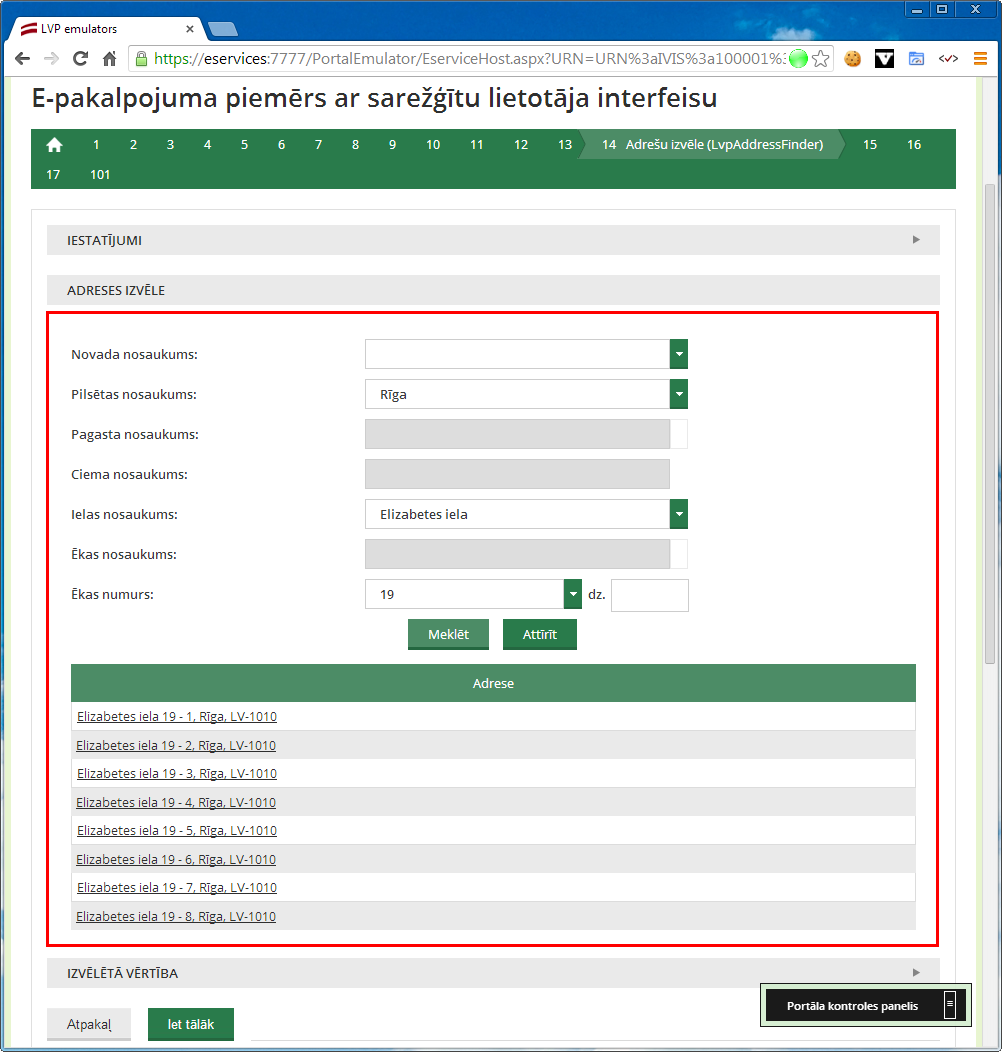 LVP emulators
https://eservices:7777/PortalEmulator/EserviceHost.aspx?URN=URN%3aIVIS%3a100001%3
E-pakalpojuma piemērs ar sarežģītu lietotāja interfeisu
1 2 3 4 5 6 7 8 9 10 11 12 13 14 Adrešu izvēle (LvpAddressFinder) 15 16
17 101
IESTATĪJUMI
ADRESES IZVĒLE
Novada nosaukums:
Pilsētas nosaukums: Rīga
Pagasta nosaukums:
Ciema nosaukums:
Ielas nosaukums: Elizabetes iela
Ēkas nosaukums:
Ēkas numurs: 19 dz.
Meklēt Attīrīt
Adrese
Elizabetes iela 19 - 1, Rīga, LV-1010
Elizabetes iela 19 - 2, Rīga, LV-1010
Elizabetes iela 19 - 3, Rīga, LV-1010
Elizabetes iela 19 - 4, Rīga, LV-1010
Elizabetes iela 19 - 5, Rīga, LV-1010
Elizabetes iela 19 - 6, Rīga, LV-1010
Elizabetes iela 19 - 7, Rīga, LV-1010
Elizabetes iela 19 - 8, Rīga, LV-1010
IZVĒLĒTĀ VĒRTĪBA
Portāla kontroles panelis
Atpakaļ Iet tālāk